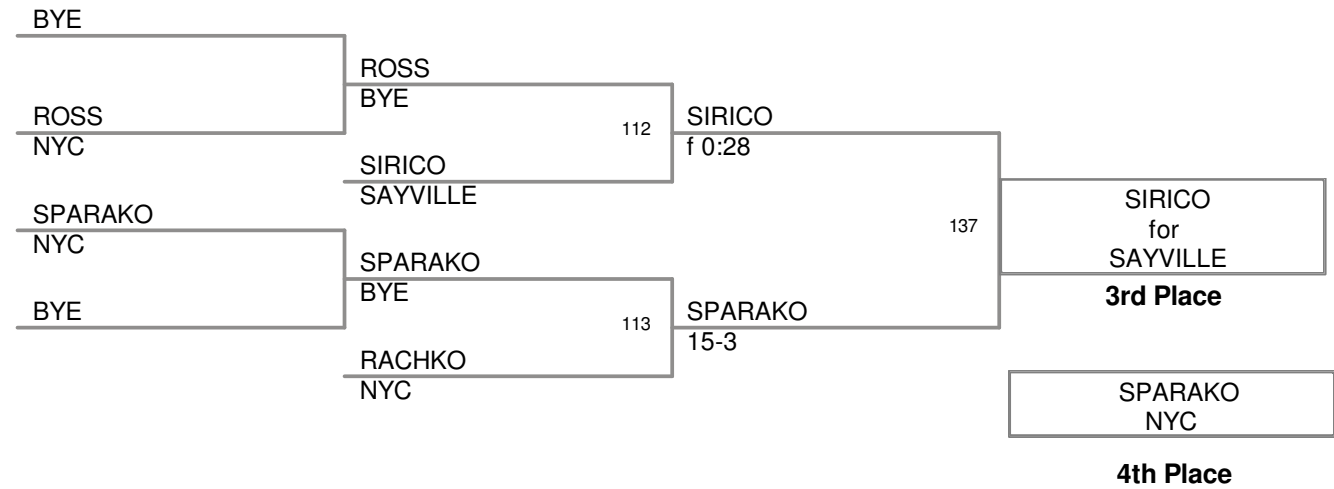 BYE
ROSS
BYE
ROSS
NYC
112
SIRICO
f 0:28
SIRICO
SAYVILLE
SPARAKO
NYC
137
SIRICO
for
SAYVILLE
3rd Place
SPARAKO
BYE
BYE
113
SPARAKO
15-3
RACHKO
NYC
SPARAKO
NYC
4th Place